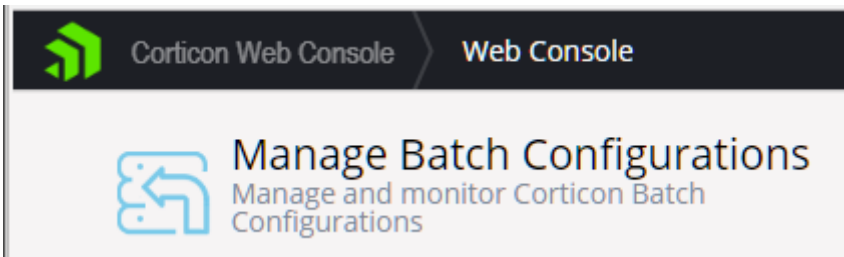 Corticon Web Console Web Console
Manage Batch Configurations
Manage and monitor Corticon Batch
Configurations